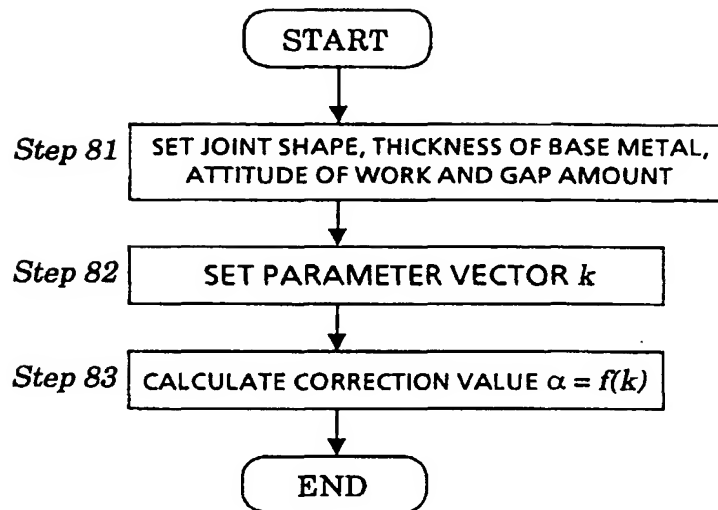 START
Step 81
SET JOINT SHAPE, THICKNESS OF BASE METAL,
ATTITUDE OF WORK AND GAP AMOUNT
Step 82
SET PARAMETER VECTOR k
Step 83
CALCULATE CORRECTION VALUE α = f(k)
END